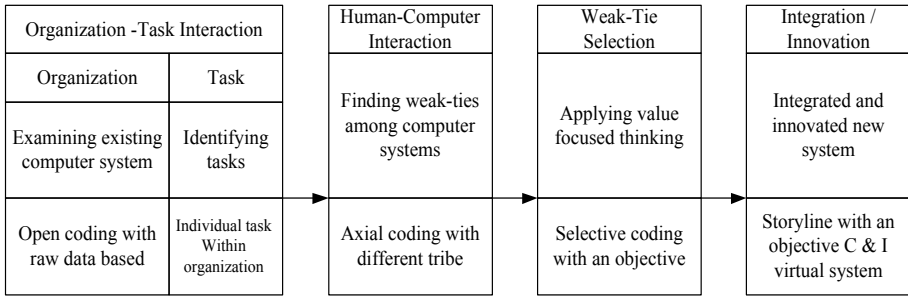 Organization -Task Interaction
Organization
Task
Examining existing
computer system
Identifying
tasks
Open coding with
raw data based
Individual task
Within
organization
Human-Computer
Interaction
Finding weak-ties
among computer
systems
Axial coding with
different tribe
Weak-Tie
Selection
Applying value
focused thinking
Selective coding
with an objective
Integration /
Innovation
Integrated and
innovated new
system
Storyline with an
objective C & I
virtual system